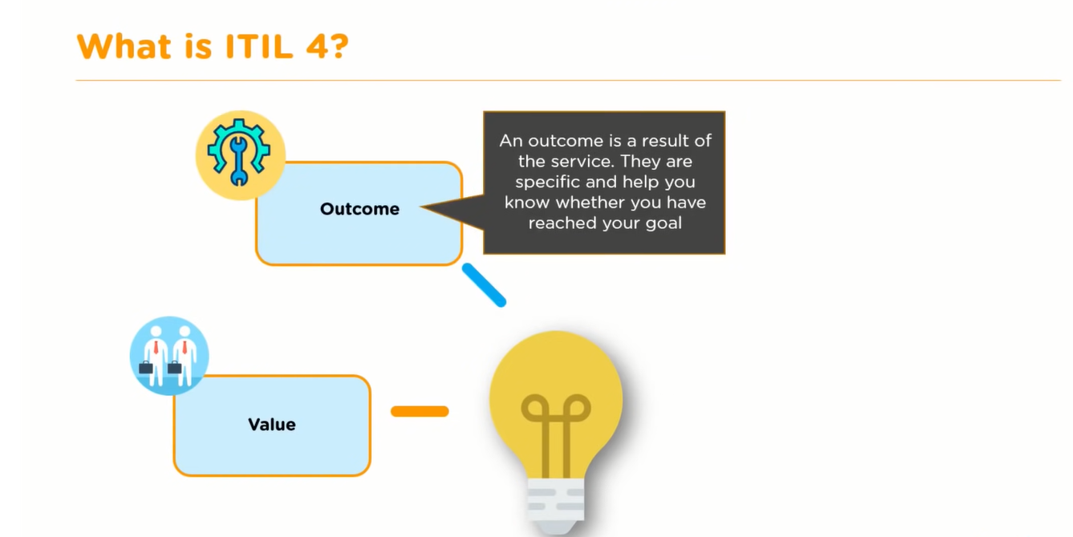 What is ITIL 4?
An outcome is a result of
the service. They are
specific and help you
know whether you have
reached your goal
Outcome
Value